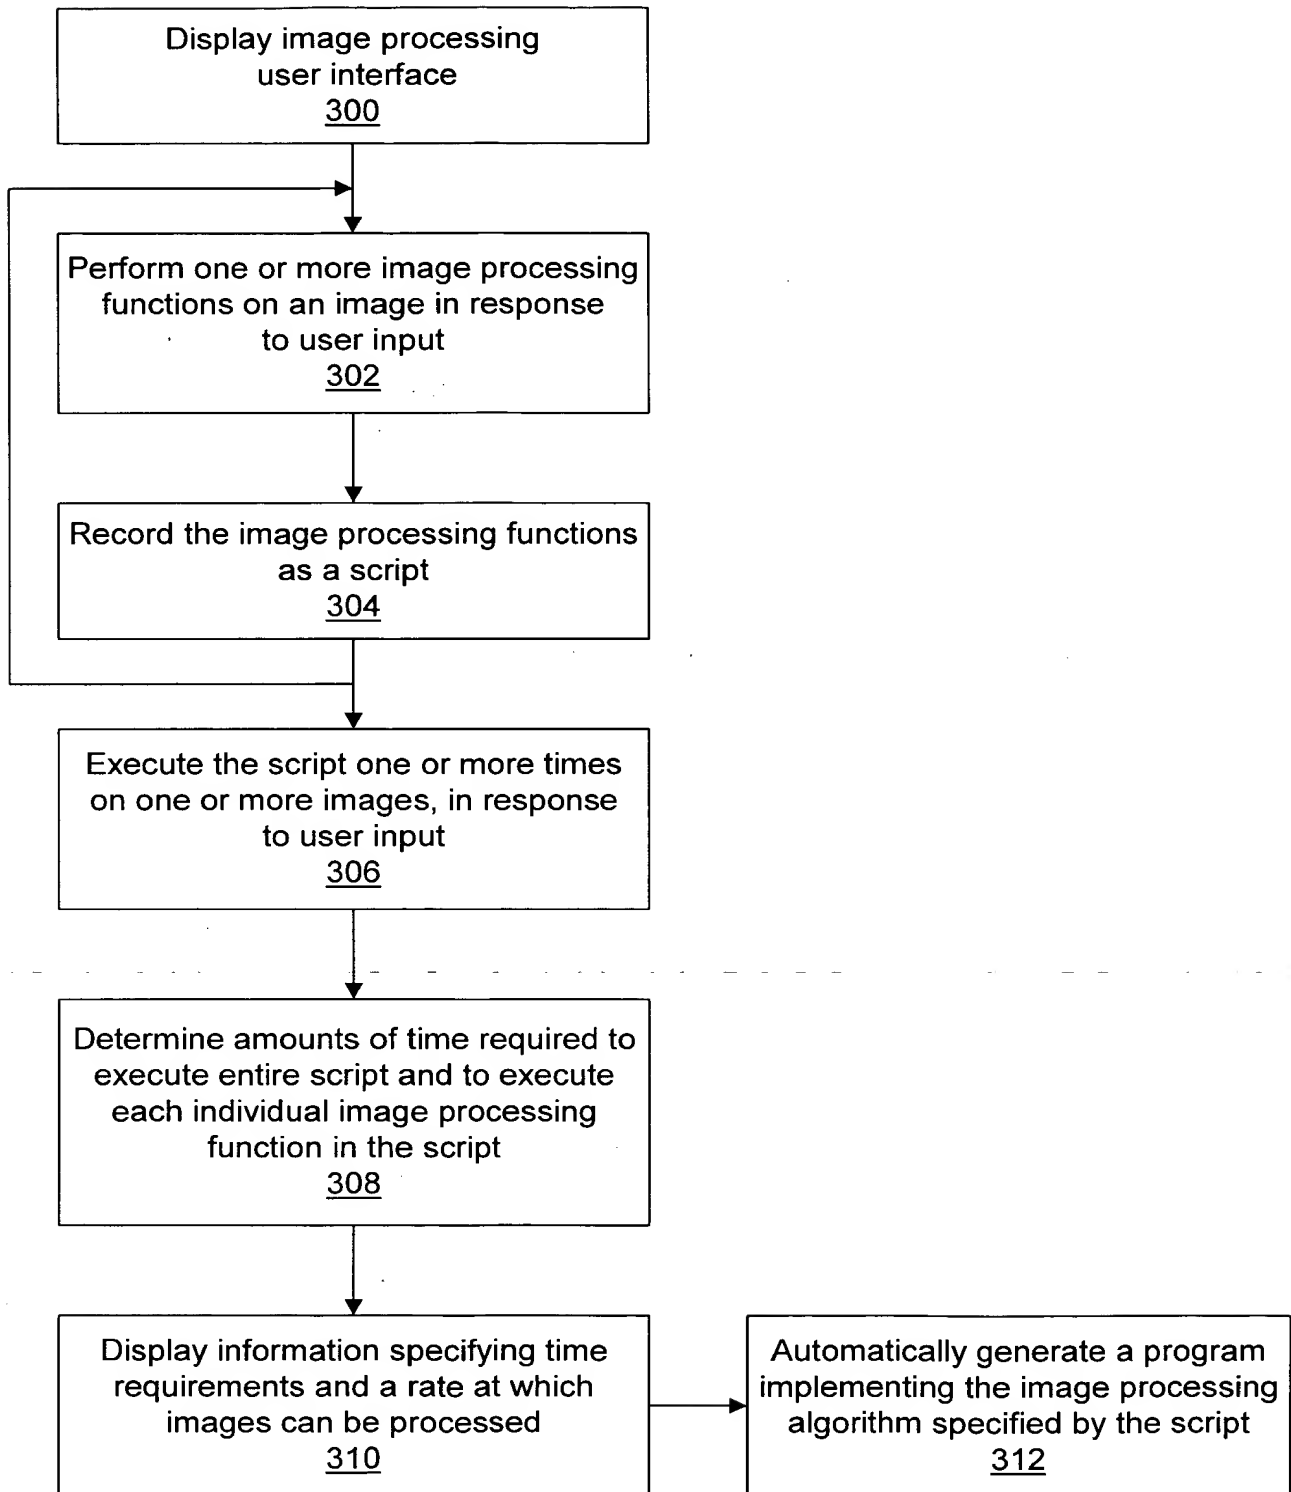 Display image processing
user interface
300
Perform one or more image processing
functions on an image in response
to user input
302
Record the image processing functions
as a script
304
Execute the script one or more times
on one or more images, in response
to user input
306
Determine amounts of time required to
execute entire script and to execute
each individual image processing
function in the script
308
Display information specifying time
requirements and a rate at which
images can be processed
310
Automatically generate a program
implementing the image processing
algorithm specified by the script
312